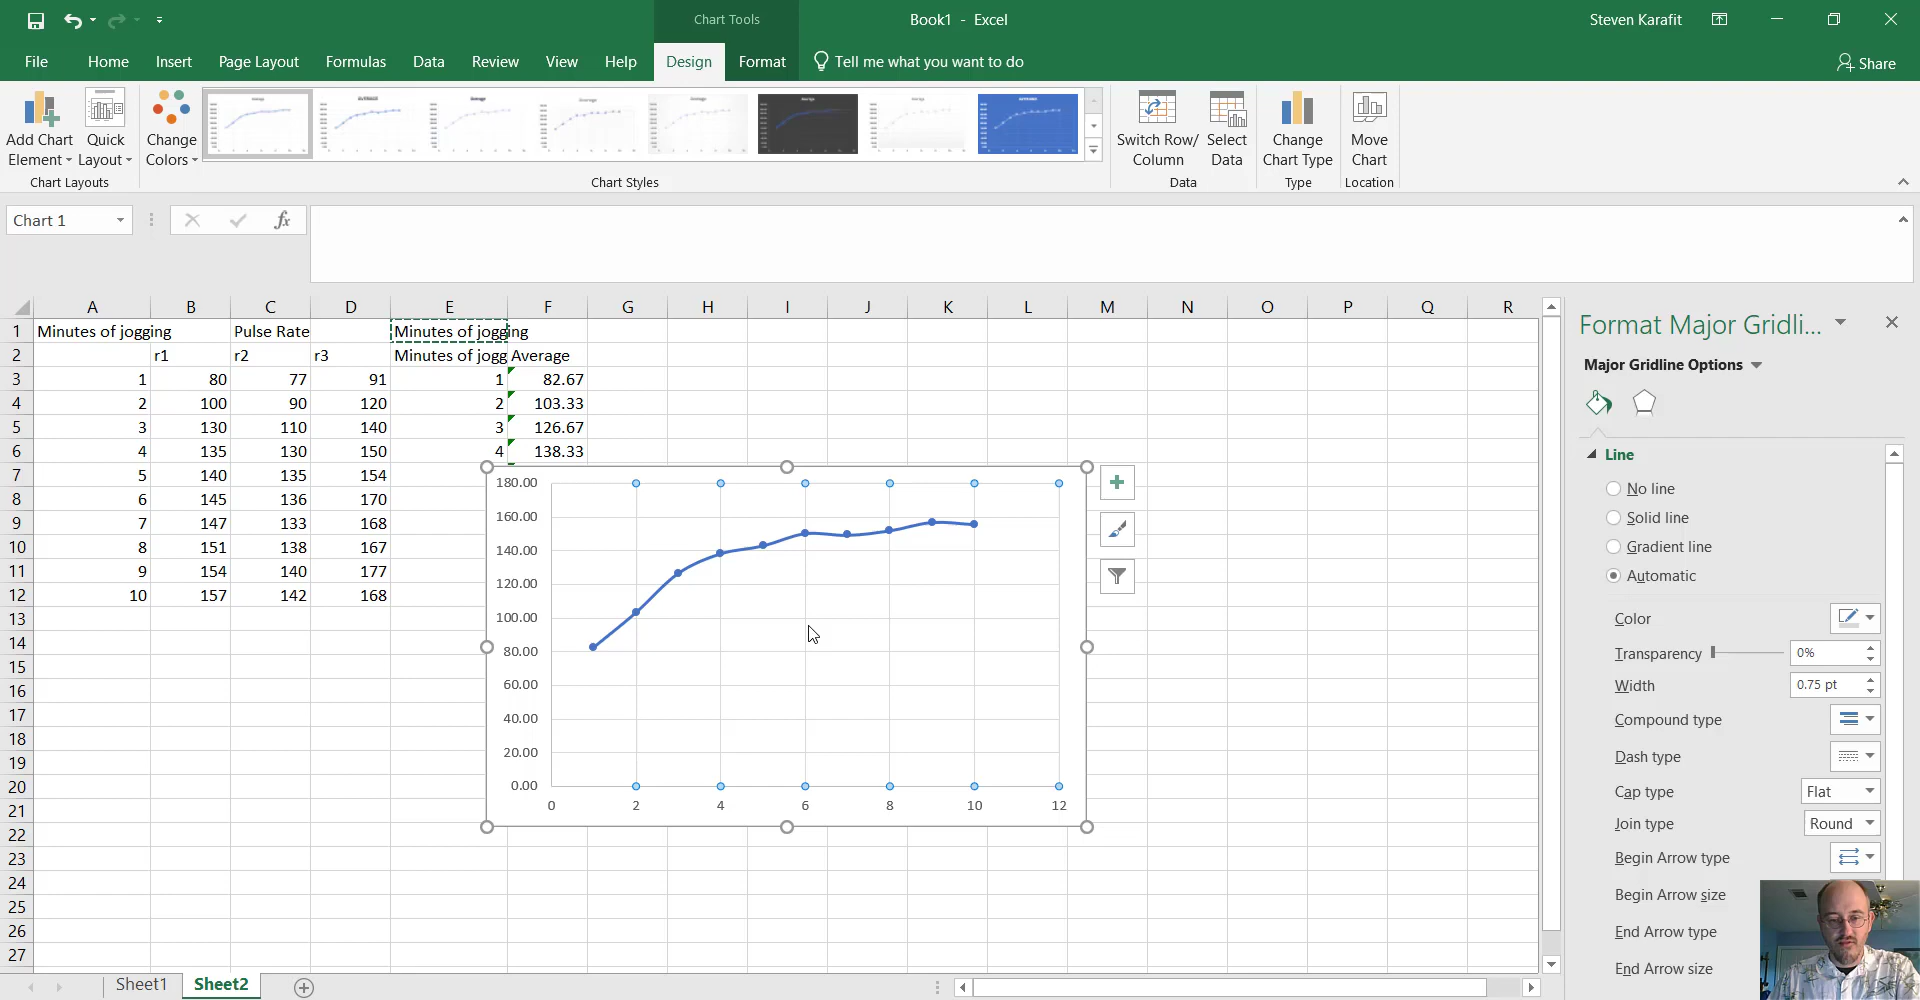 Chart Tools
Book1 - Excel
Steven Karafit
File Home Insert Page Layout Formulas Data Review View Help Design Format Tell me what you want to do Share
Add Chart Element
Quick Layout
Chart Layouts
Change Colors
Chart Styles
Switch Row/ Column
Select Data
Data
Change Chart Type
Type
Move Chart
Location
Chart 1
fx
A B C D E F G H I J K L M N O P Q R
1 Minutes of jogging Pulse Rate Minutes of jogging
2 r1 r2 r3 Minutes of jogg Average
3 1 80 77 91 1 82.67
4 2 100 90 120 2 103.33
5 3 130 110 140 3 126.67
6 4 135 130 150 4 138.33
7 5 140 135 154
8 6 145 136 170
9 7 147 133 168
10 8 151 138 167
11 9 154 140 177
12 10 157 142 168
13
14
15
16
17
18
19
20
21
22
23
24
25
26
27
180.00
160.00
140.00
120.00
100.00
80.00
60.00
40.00
20.00
0.00
0 2 4 6 8 10 12
Format Major Gridli...
Major Gridline Options
Line
No line
Solid line
Gradient line
Automatic
Color
Transparency 0%
Width 0.75 pt
Compound type
Dash type
Cap type Flat
Join type Round
Begin Arrow type
Begin Arrow size
End Arrow type
End Arrow size
Sheet1 Sheet2